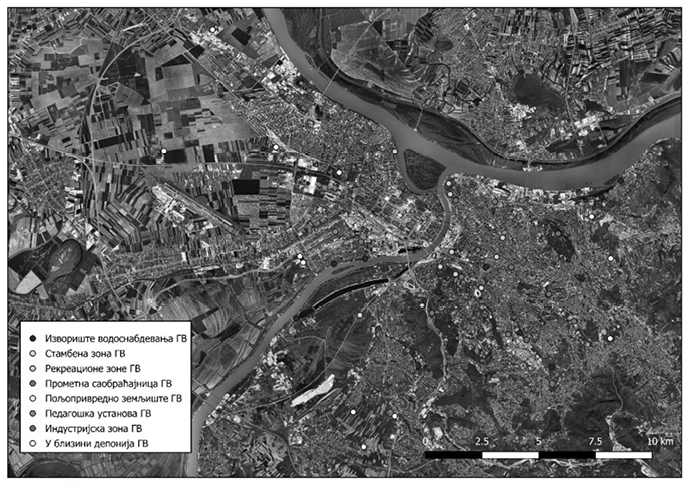 Извориште водоснабдевања ГВ
Стамбена зона ГВ
Рекреационе зоне ГВ
Прометна саобраћајница ГВ
Пољопривредно земљиште ГВ
Педагошка установа ГВ
Индустријска зона ГВ
У близини депонија ГВ
0 2.5 5 7.5 10 km